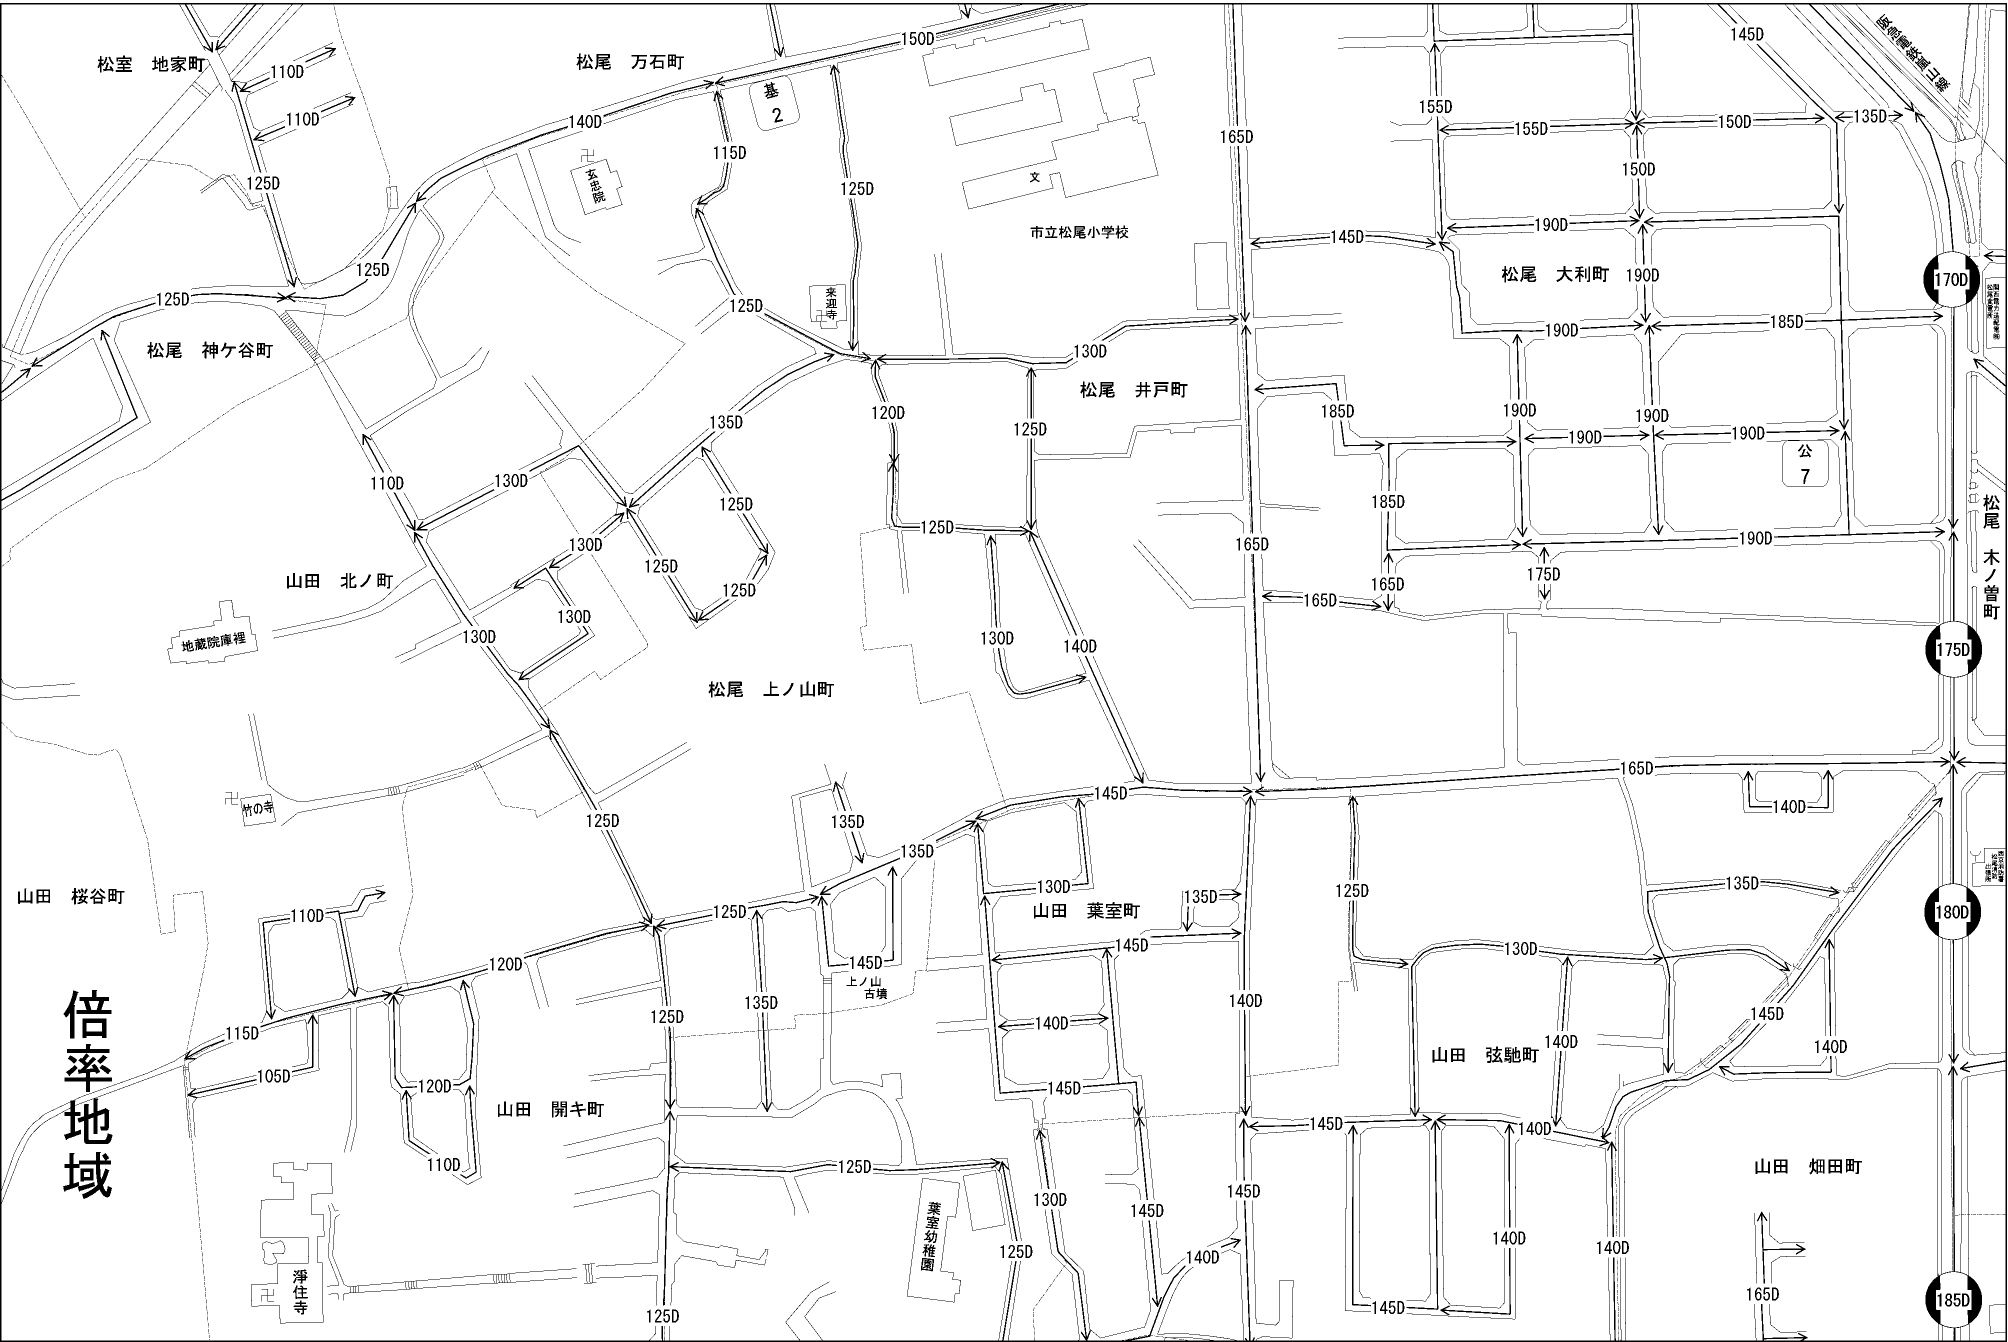 松室 地家町
110D
110D
125D
松尾 万石町
150D
140D
基
2
115D
125D
玄忠院
文
市立松尾小学校
165D
145D
阪急電鉄嵐山線
155D
155D
150D
135D
150D
190D
145D
松尾 大利町
190D
170D
125D
125D
松尾 神ケ谷町
125D
来迎寺
130D
190D
185D
松尾 井戸町
135D
120D
125D
185D
190D
190D
190D
190D
公
7
110D
130D
125D
125D
185D
190D
松尾 木ノ曽町
130D
125D
125D
165D
165D
175D
165D
山田 北ノ町
地蔵院庫裡
130D
130D
130D
140D
175D
松尾 上ノ山町
竹の寺
125D
135D
145D
165D
140D
山田 桜谷町
110D
125D
135D
130D
135D
125D
135D
山田 葉室町
180D
120D
145D
145D
130D
上ノ山
古墳
倍率地域
115D
125D
135D
140D
140D
145D
105D
120D
140D
山田 弦馳町
140D
145D
山田 開キ町
110D
145D
140D
125D
130D
145D
145D
山田 畑田町
葉室幼稚園
125D
140D
140D
140D
浄住寺
125D
145D
165D
185D